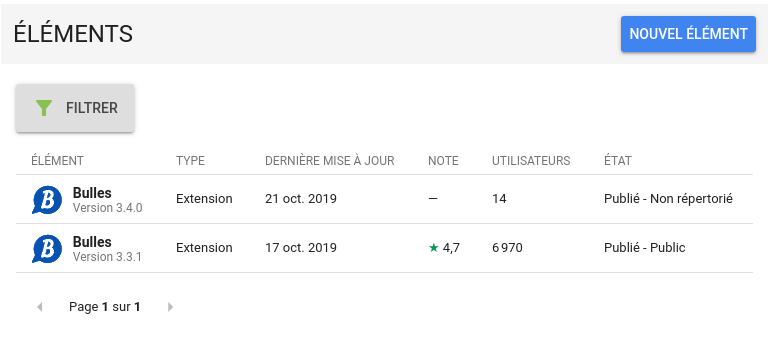 ÉLÉMENTS
NOUVEL ÉLÉMENT
FILTRER
ÉLÉMENT TYPE DERNIÈRE MISE À JOUR NOTE UTILISATEURS ÉTAT
B Bulles Extension 21 oct. 2019 — 14 Publié - Non répertorié
Version 3.4.0
B Bulles Extension 17 oct. 2019 ★ 4,7 6 970 Publié - Public
Version 3.3.1
Page 1 sur 1